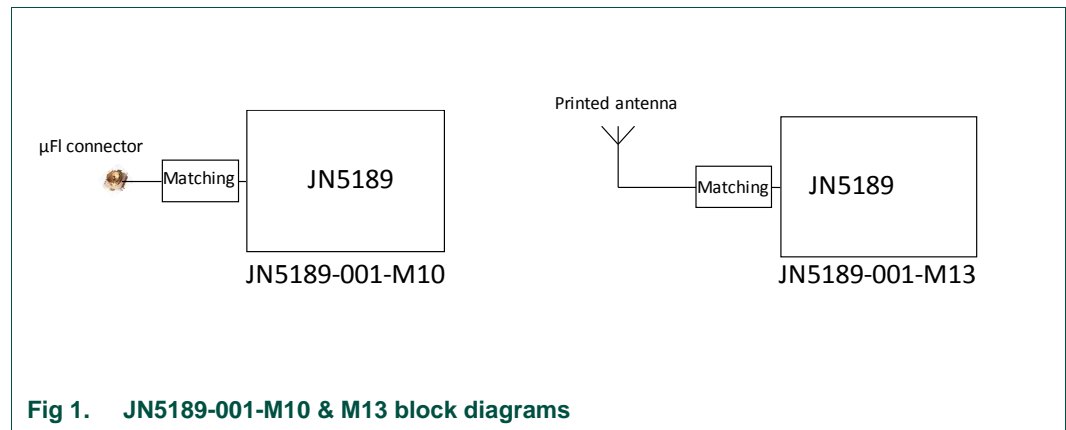 µFl connector
Matching
JN5189
JN5189-001-M10
Printed antenna
Matching
JN5189
JN5189-001-M13
Fig 1. JN5189-001-M10 & M13 block diagrams